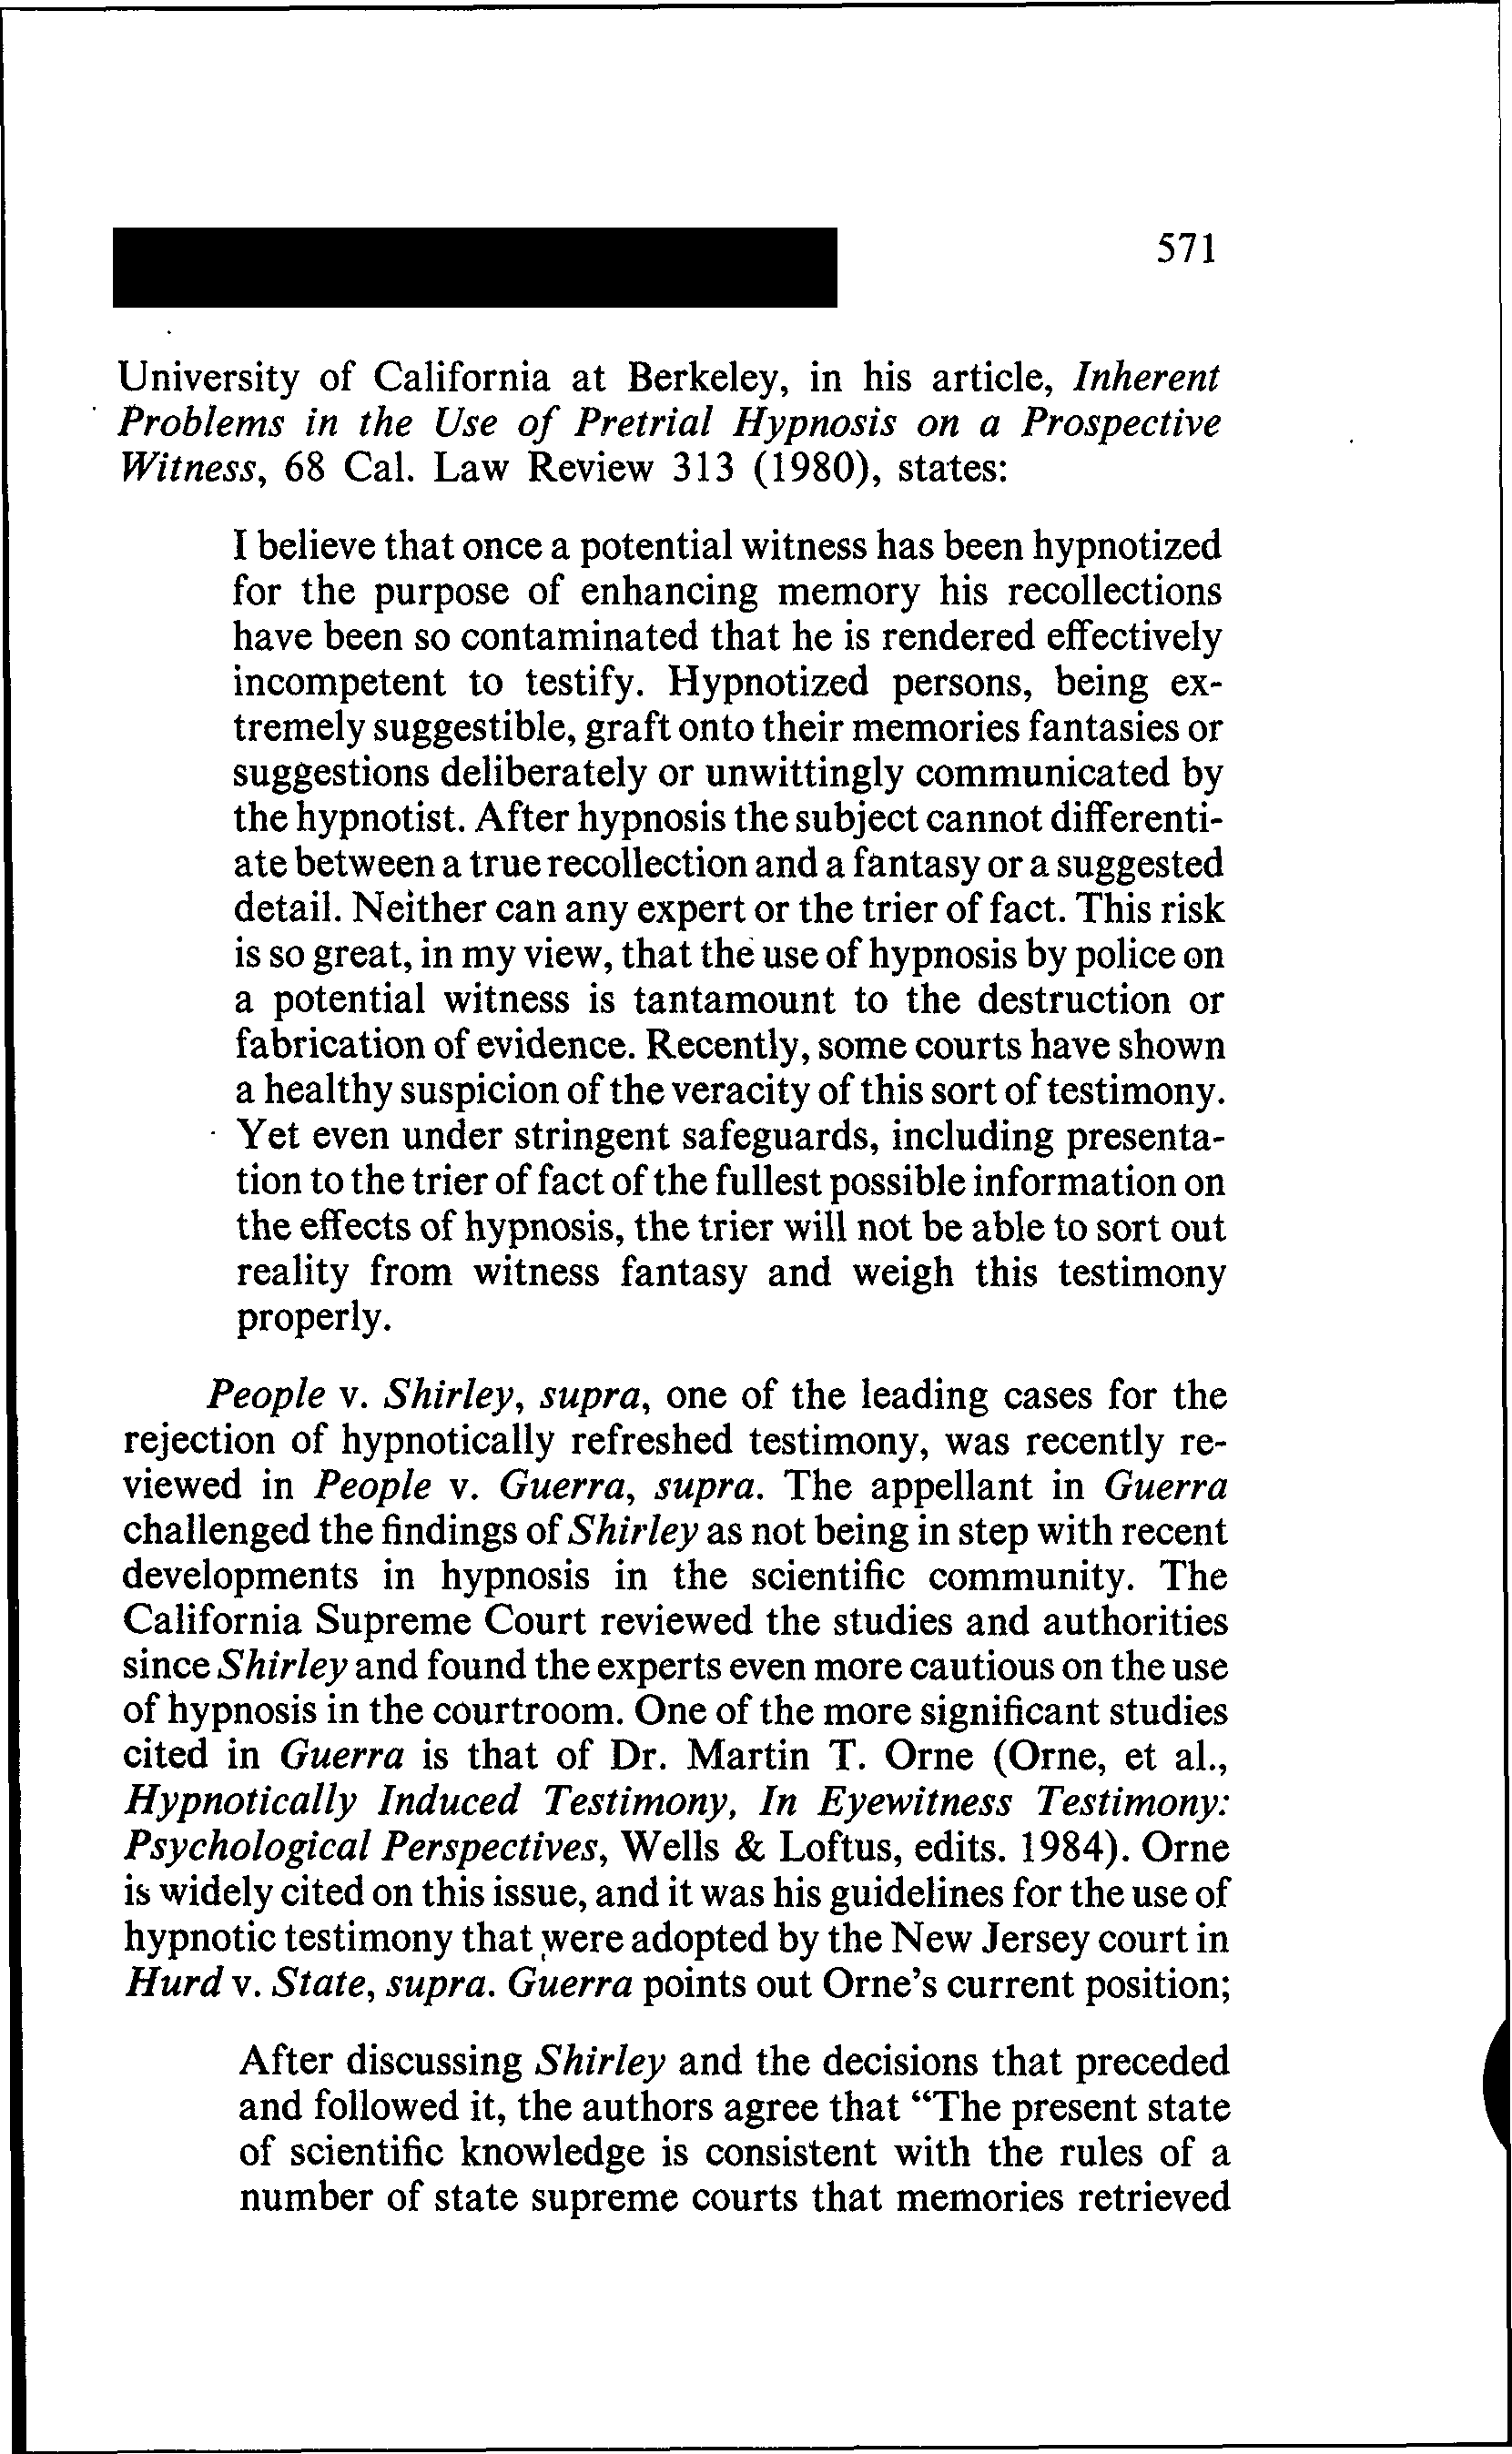 571
University of California at Berkeley, in his article, Inherent
Problems in the Use of Pretrial Hypnosis on a Prospective
Witness, 68 Cal. Law Review 313 (1980), states:
I believe that once a potential witness has been hypnotized
for the purpose of enhancing memory his recollections
have been so contaminated that he is rendered effectively
incompetent to testify. Hypnotized persons, being ex-
tremely suggestible, graft onto their memories fantasies or
suggestions deliberately or unwittingly communicated by
the hypnotist. After hypnosis the subject cannot differenti-
ate between a true recollection and a fantasy or a suggested
detail. Neither can any expert or the trier of fact. This risk
is so great, in my view, that the use of hypnosis by police on
a potential witness is tantamount to the destruction or
fabrication of evidence. Recently, some courts have shown
a healthy suspicion of the veracity of this sort of testimony.
Yet even under stringent safeguards, including presenta-
tion to the trier of fact of the fullest possible information on
the effects of hypnosis, the trier will not be able to sort out
reality from witness fantasy and weigh this testimony
properly.
People v. Shirley, supra, one of the leading cases for the
rejection of hypnotically refreshed testimony, was recently re-
viewed in People v. Guerra, supra. The appellant in Guerra
challenged the findings of Shirley as not being in step with recent
developments in hypnosis in the scientific community. The
California Supreme Court reviewed the studies and authorities
since Shirley and found the experts even more cautious on the use
of hypnosis in the courtroom. One of the more significant studies
cited in Guerra is that of Dr. Martin T. Orne (Orne, et al.,
Hypnotically Induced Testimony, In Eyewitness Testimony:
Psychological Perspectives, Wells & Loftus, edits. 1984). Orne
is widely cited on this issue, and it was his guidelines for the use of
hypnotic testimony that were adopted by the New Jersey court in
Hurd v. State, supra. Guerra points out Orne's current position;
After discussing Shirley and the decisions that preceded
and followed it, the authors agree that “The present state
of scientific knowledge is consistent with the rules of a
number of state supreme courts that memories retrieved